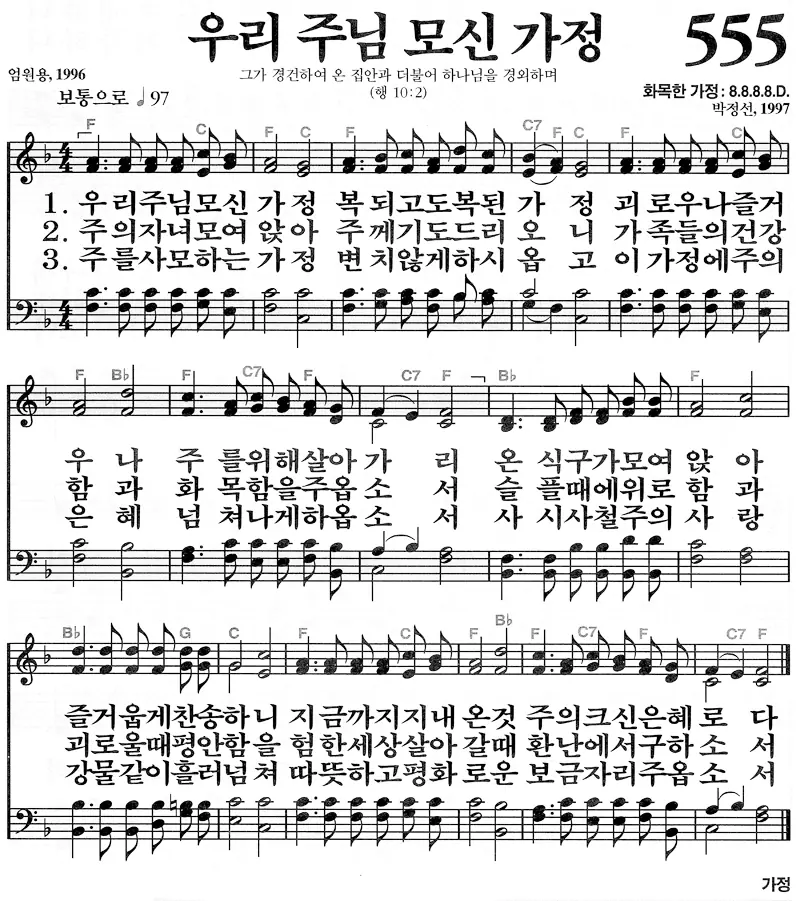 우리 주님 모신 가정 555
엄원용, 1996
그가 경건하여 온 집안과 더불어 하나님을 경외하며
(행 10:2)
화목한 가정 : 8.8.8.8.D.
박정선, 1997
보통으로 ♩97
F C F C F C7 F C F C
1. 우리주님모신 가 정 복 되고도복된 가 정 괴 로우나즐거
2. 주의자녀모여 앉 아 주 께기도드리 오 니 가 족들의건강
3. 주를사모하는 가 정 변 치않게하시 옵 고 이 가정에주의
F B♭ F C7 F C7 F B♭ F
우 나 주 를위해살아 가 리 온 식구가모여 앉 아
함 과 화 목함을주옵 소 서 슬 플때에위로 함 과
은 혜 넘 쳐나게하옵 소 서 사 시사철주의 사 랑
B♭ G C F C F B♭ F C7 F C7 F
즐거웁게찬송하 니 지금까지지내 온것 주의크신은혜 로 다
괴로울때평안함 을 험한세상살아 갈때 환난에서구하 소 서
강물같이흘러넘 쳐 따뜻하고평화 로운 보금자리주옵 소 서
가정